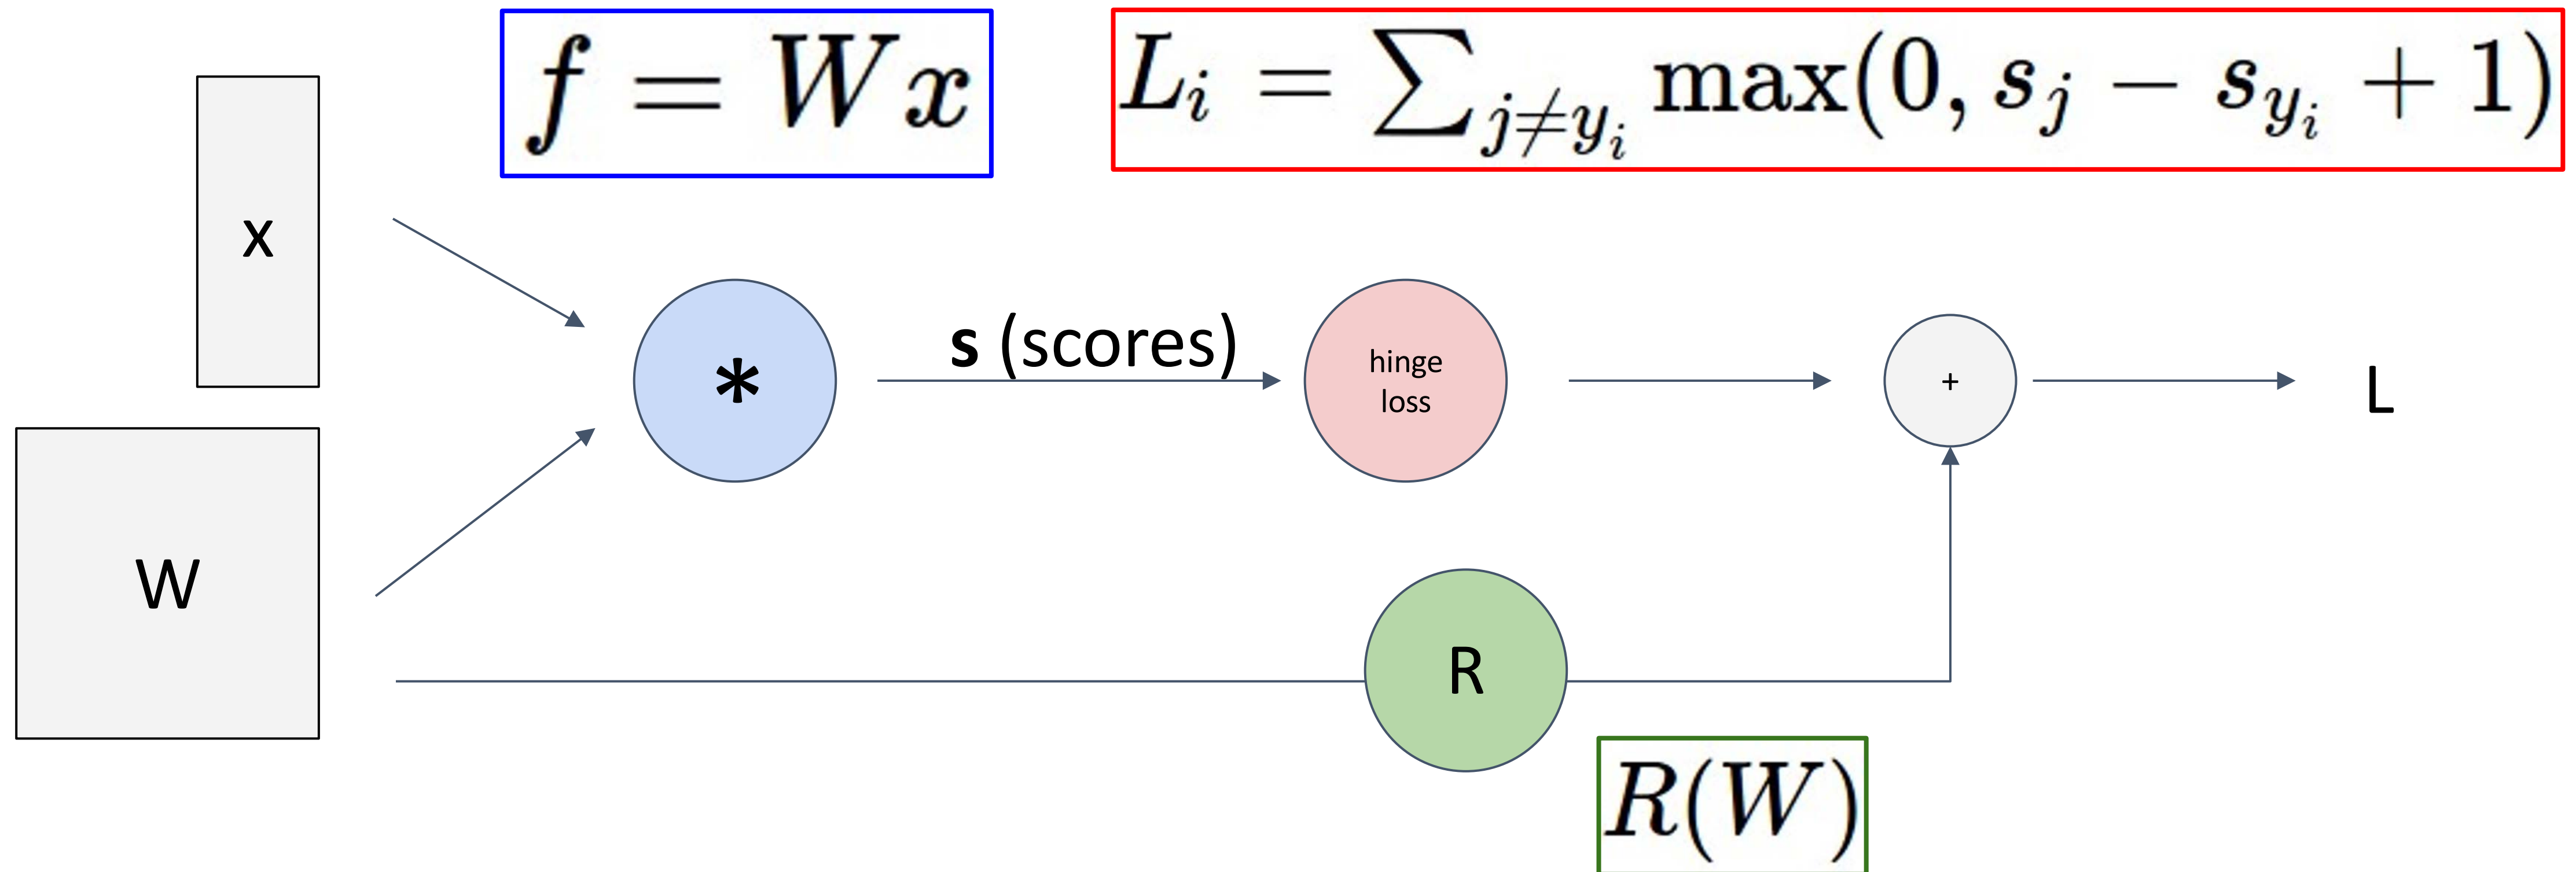 f = Wx
L_i = ∑_{j≠y_i} max(0, s_j − s_{y_i} + 1)
x
W
*
s (scores)
hinge
loss
+
L
R
R(W)